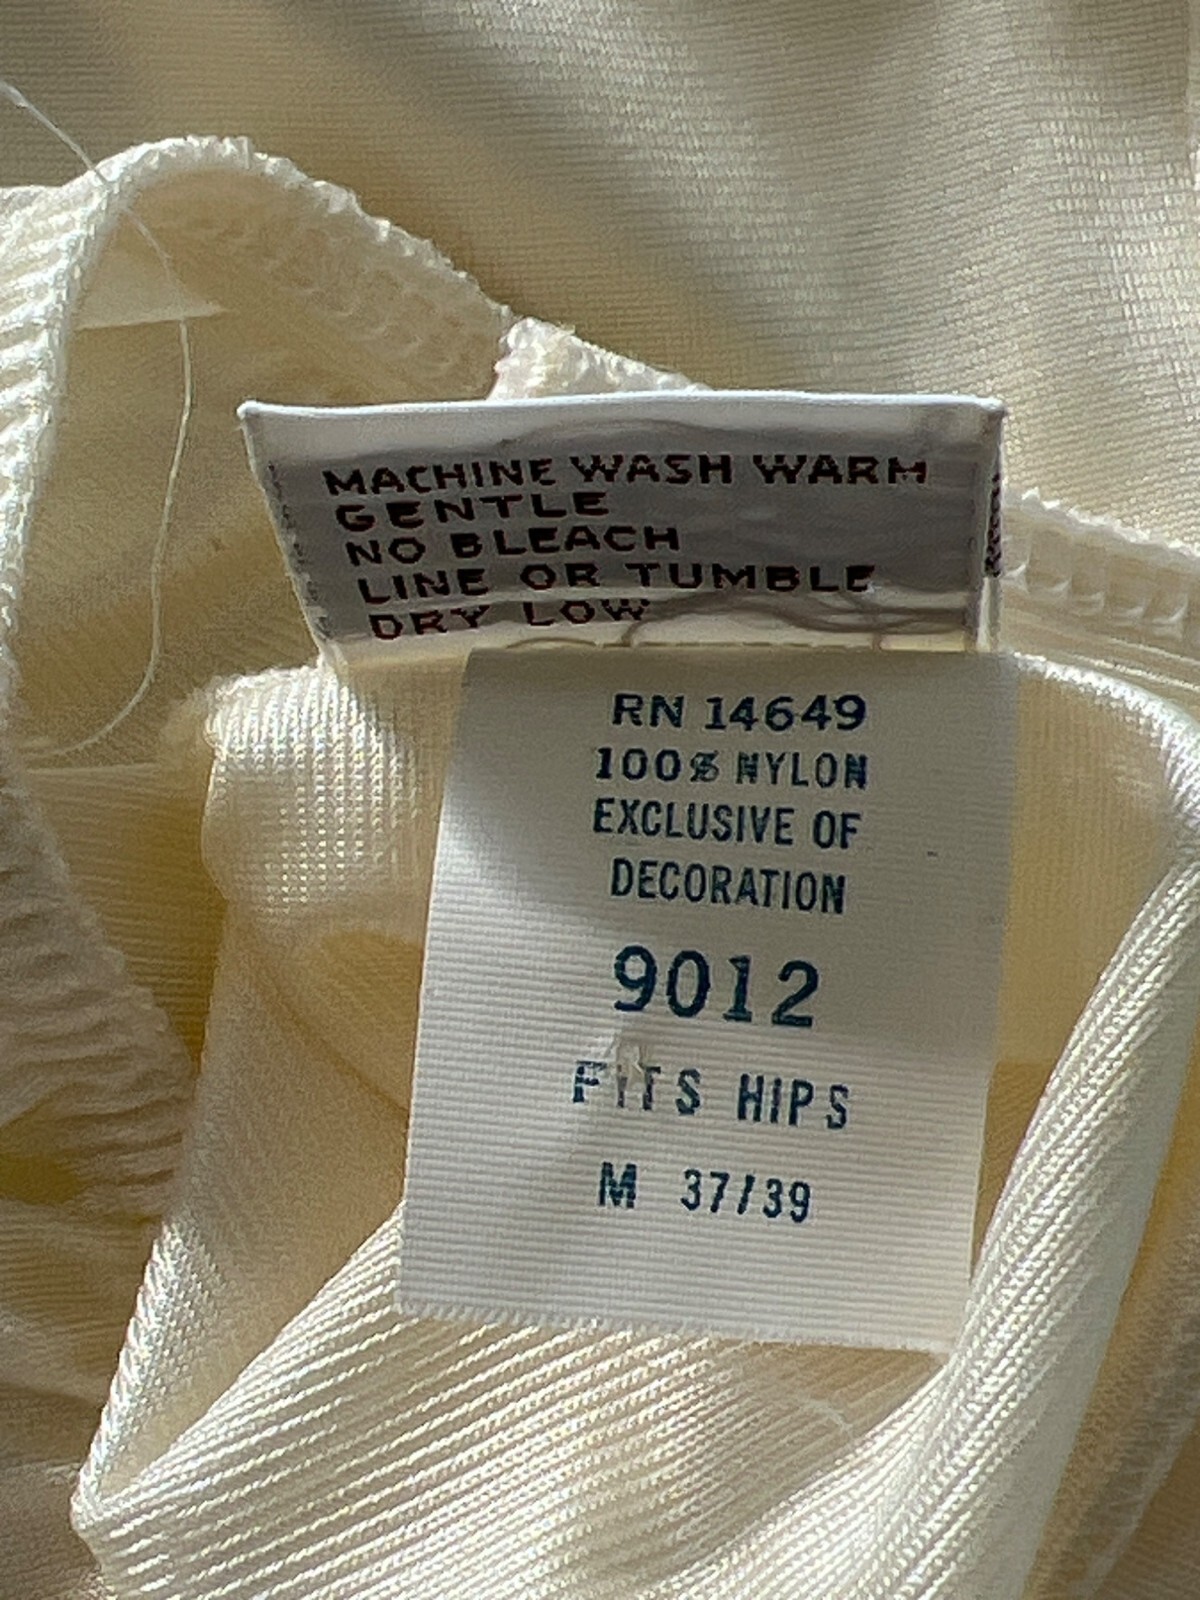 MACHINE WASH WARM
GENTLE
NO BLEACH
LINE OR TUMBLE
DRY LOW
RN 14649
100% NYLON
EXCLUSIVE OF
DECORATION
9012
FITS HIPS
M 37/39